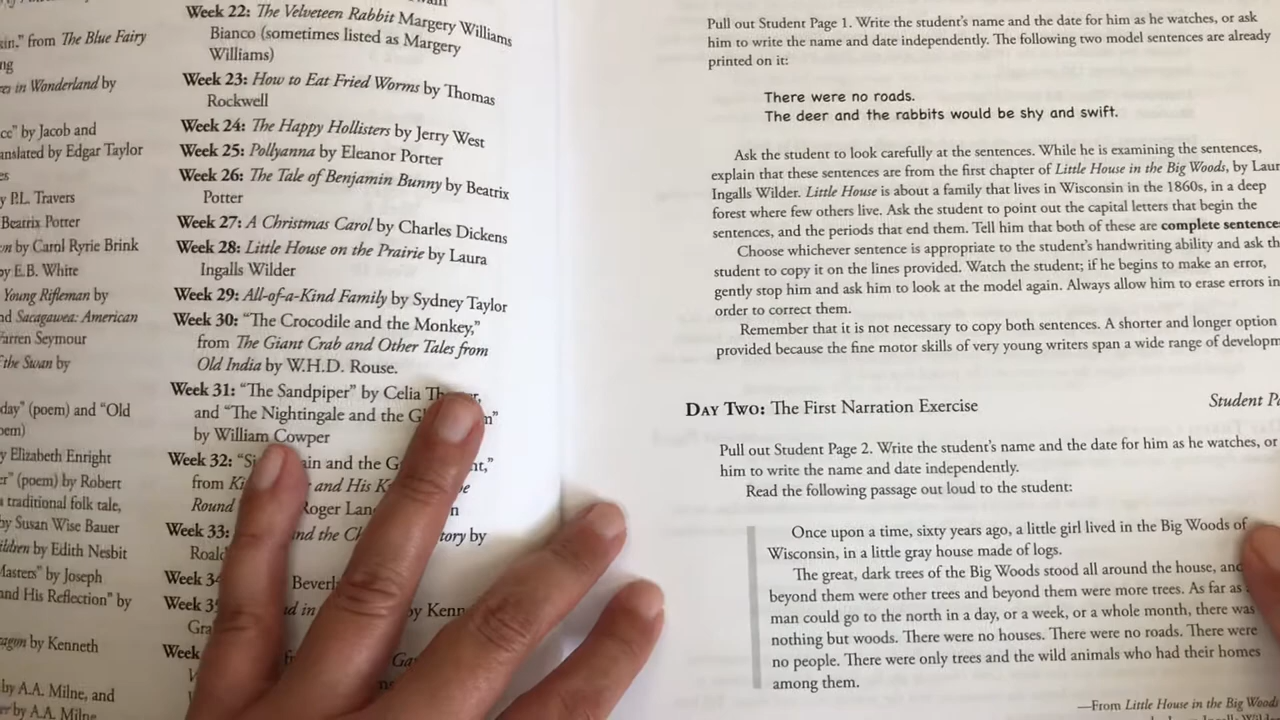 kin," from The Blue Fairy
in Wonderland by
by Jacob and
anslated by Edgar Taylor
by P.L. Travers
Beatrix Potter
by Carol Ryrie Brink
by E.B. White
Young Rifleman by
nd Sacagawea: American
arren Seymour
the Swan by
day" (poem) and "Old
by Elizabeth Enright
(poem) by Robert
a traditional folk tale,
by Susan Wise Bauer
by Edith Nesbit
Masters" by Joseph
and His Reflection" by
by Kenneth
by A.A. Milne, and
by A.A. Milne
Week 22: The Velveteen Rabbit Margery Williams
Bianco (sometimes listed as Margery
Williams)
Week 23: How to Eat Fried Worms by Thomas
Rockwell
Week 24: The Happy Hollisters by Jerry West
Week 25: Pollyanna by Eleanor Porter
Week 26: The Tale of Benjamin Bunny by Beatrix
Potter
Week 27: A Christmas Carol by Charles Dickens
Week 28: Little House on the Prairie by Laura
Ingalls Wilder
Week 29: All-of-a-Kind Family by Sydney Taylor
Week 30: "The Crocodile and the Monkey,"
from The Giant Crab and Other Tales from
Old India by W.H.D. Rouse.
Week 31: "The Sandpiper" by Celia
and "The Nightingale and the
by William Cowper
Week 32: and the
from and His
Round Roger
Week 33: and the by
Week
Week
Week
Pull out Student Page 1. Write the student's name and the date for him as he watches, or ask
him to write the name and date independently. The following two model sentences are already
printed on it:
There were no roads.
The deer and the rabbits would be shy and swift.
Ask the student to look carefully at the sentences. While he is examining the sentences,
explain that these sentences are from the first chapter of Little House in the Big Woods, by Laur
Ingalls Wilder. Little House is about a family that lives in Wisconsin in the 1860s, in a deep
forest where few others live. Ask the student to point out the capital letters that begin the
sentences, and the periods that end them. Tell him that both of these are complete sentence
Choose whichever sentence is appropriate to the student's handwriting ability and ask th
student to copy it on the lines provided. Watch the student; if he begins to make an error,
gently stop him and ask him to look at the model again. Always allow him to erase errors in
order to correct them.
Remember that it is not necessary to copy both sentences. A shorter and longer option
provided because the fine motor skills of very young writers span a wide range of developm
DAY TWO: The First Narration Exercise Student Pa
Pull out Student Page 2. Write the student's name and the date for him as he watches, or
him to write the name and date independently.
Read the following passage out loud to the student:
Once upon a time, sixty years ago, a little girl lived in the Big Woods of
Wisconsin, in a little gray house made of logs.
The great, dark trees of the Big Woods stood all around the house, and
beyond them were other trees and beyond them were more trees. As far as a
man could go to the north in a day, or a week, or a whole month, there was
nothing but woods. There were no houses. There were no roads. There were
no people. There were only trees and the wild animals who had their homes
among them.
—From Little House in the Big Woods